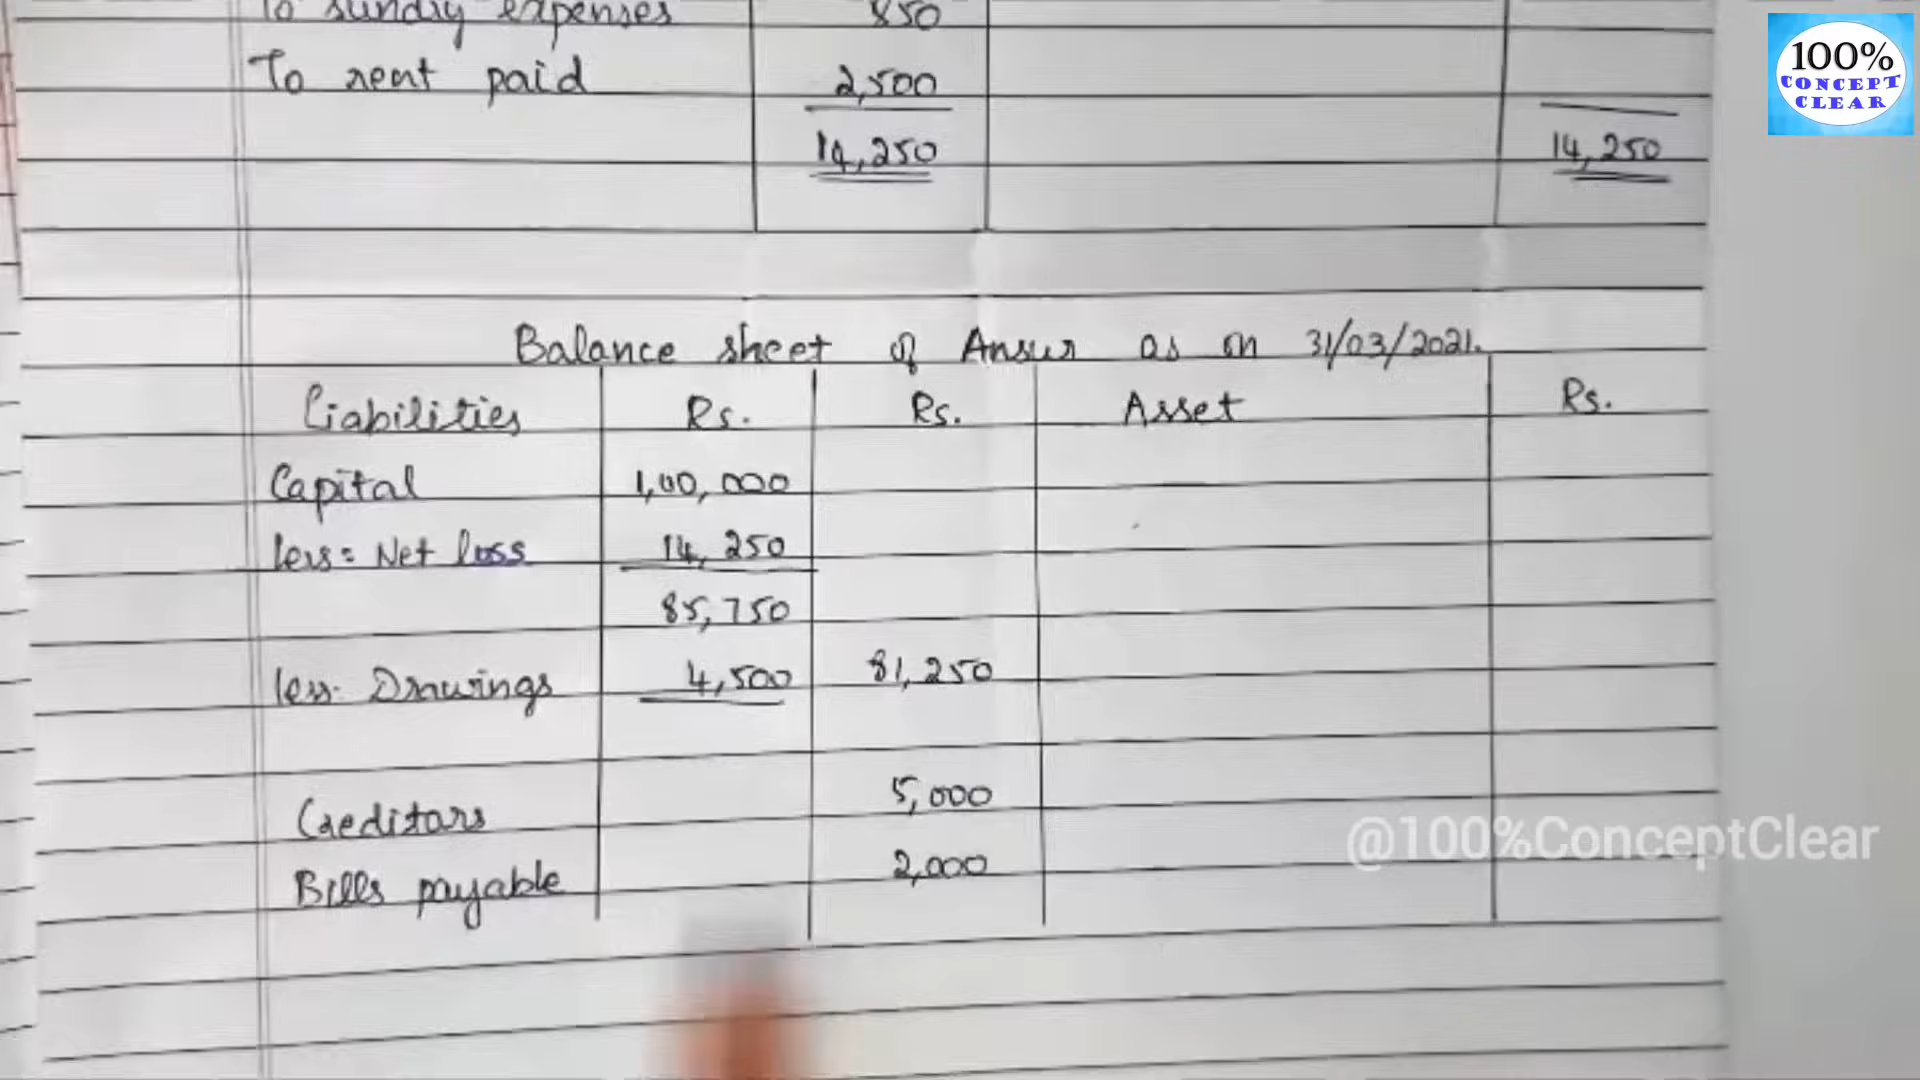 To sundry expenses 850
To rent paid 2,500
14,250 14,250
100%
CONCEPT
CLEAR
Balance sheet of Ansur as on 31/03/2021.
Liabilities Rs. Rs. Asset Rs.
Capital 1,00,000
less: Net loss 14,250
85,750
less: Drawings 4,500 81,250
Creditors 5,000
@100%ConceptClear
Bills payable 2,000